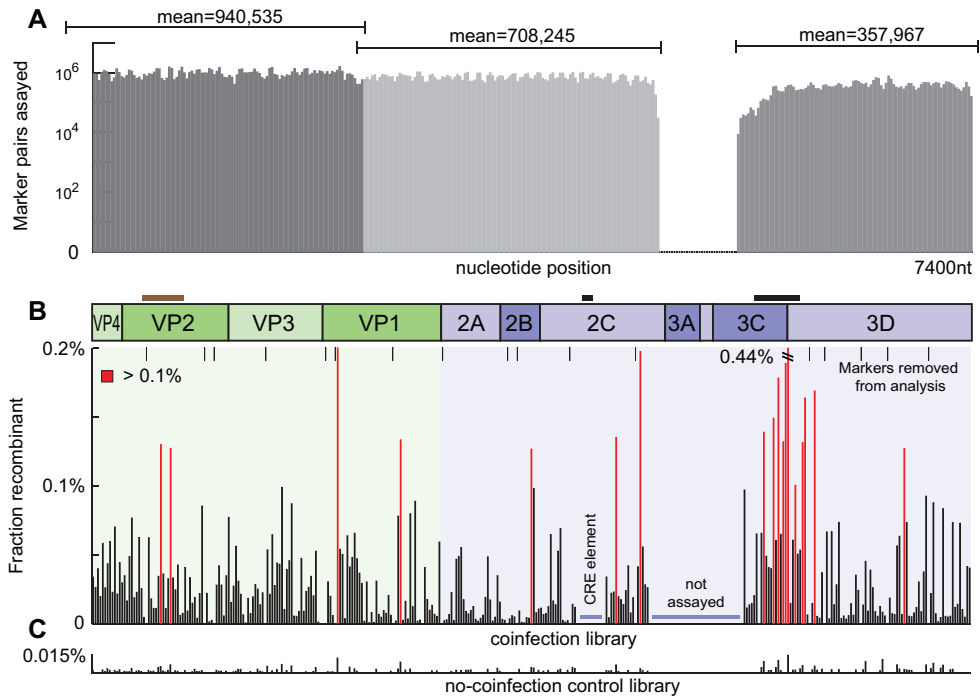 A
mean=940,535
mean=708,245
mean=357,967
Marker pairs assayed
10^6
10^4
10^2
0
nucleotide position
7400nt
B
VP4
VP2
VP3
VP1
2A
2B
2C
3A
3C
3D
Fraction recombinant
0.2%
0.1%
0
> 0.1%
0.44%
Markers removed
from analysis
CRE element
not
assayed
coinfection library
C
0.015%
no-coinfection control library